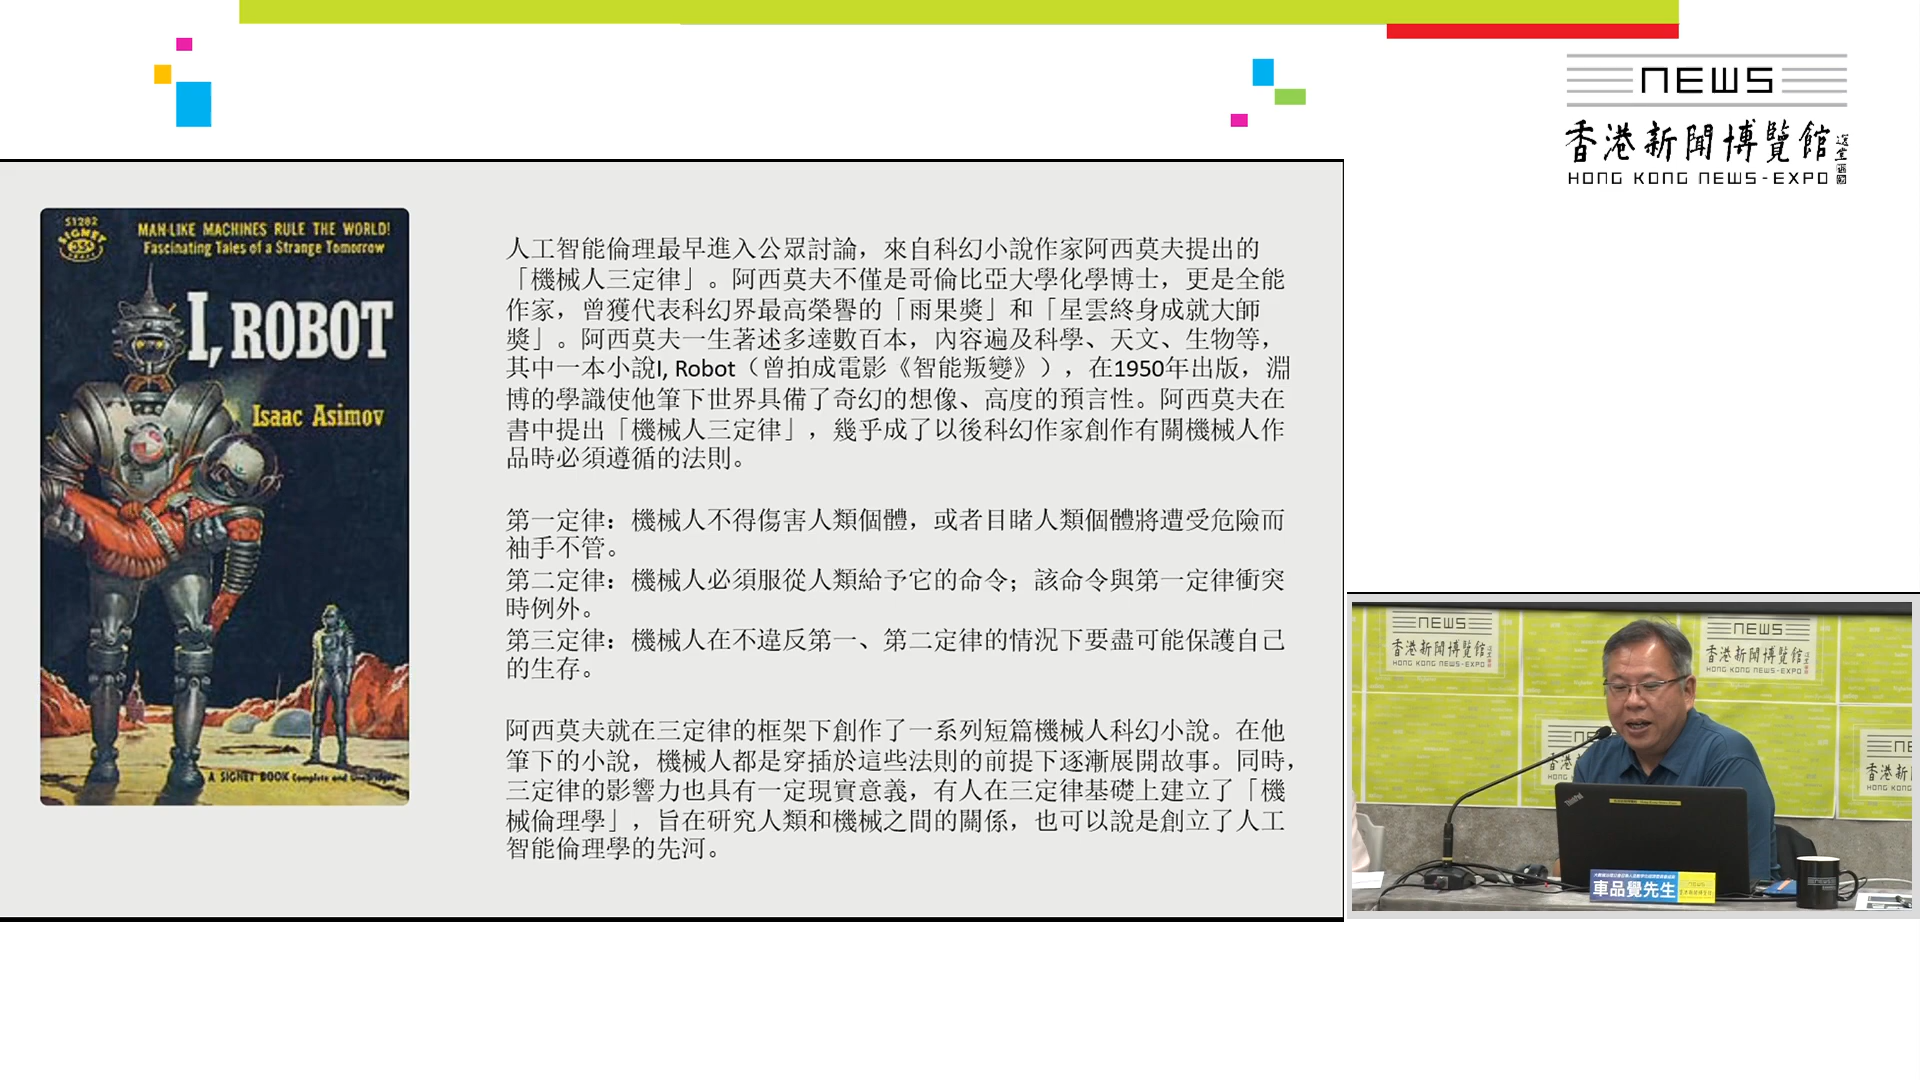 NEWS
香港新聞博覽館
HONG KONG NEWS-EXPO
S1282
SIGNET
35¢
MAN-LIKE MACHINES RULE THE WORLD!
Fascinating Tales of a Strange Tomorrow
I, ROBOT
Isaac Asimov
A SIGNET BOOK Complete and Unabridged
人工智能倫理最早進入公眾討論，來自科幻小說作家阿西莫夫提出的
「機械人三定律」。阿西莫夫不僅是哥倫比亞大學化學博士，更是全能
作家，曾獲代表科幻界最高榮譽的「雨果獎」和「星雲終身成就大師
獎」。阿西莫夫一生著述多達數百本，內容遍及科學、天文、生物等，
其中一本小說I, Robot（曾拍成電影《智能叛變》），在1950年出版，淵
博的學識使他筆下世界具備了奇幻的想像、高度的預言性。阿西莫夫在
書中提出「機械人三定律」，幾乎成了以後科幻作家創作有關機械人作
品時必須遵循的法則。
第一定律：機械人不得傷害人類個體，或者目睹人類個體將遭受危險而
袖手不管。
第二定律：機械人必須服從人類給予它的命令；該命令與第一定律衝突
時例外。
第三定律：機械人在不違反第一、第二定律的情況下要盡可能保護自己
的生存。
阿西莫夫就在三定律的框架下創作了一系列短篇機械人科幻小說。在他
筆下的小說，機械人都是穿插於這些法則的前提下逐漸展開故事。同時，
三定律的影響力也具有一定現實意義，有人在三定律基礎上建立了「機
械倫理學」，旨在研究人類和機械之間的關係，也可以說是創立了人工
智能倫理學的先河。
NEWS
香港新聞博覽館
HONG KONG NEWS-EXPO
NEWS
香港新聞博覽館
HONG KONG NEWS-EXPO
ThinkPad
車品覺先生
NEWS